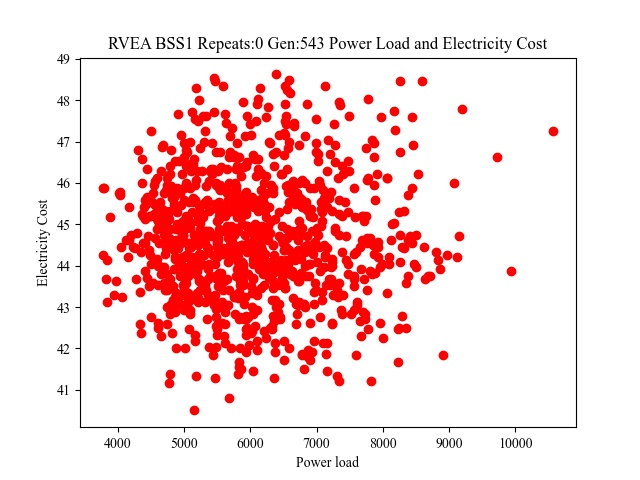 RVEA BSS1 Repeats:0 Gen:543 Power Load and Electricity Cost
49
48
47
46
45
44
43
42
41
Electricity Cost
4000 5000 6000 7000 8000 9000 10000
Power load